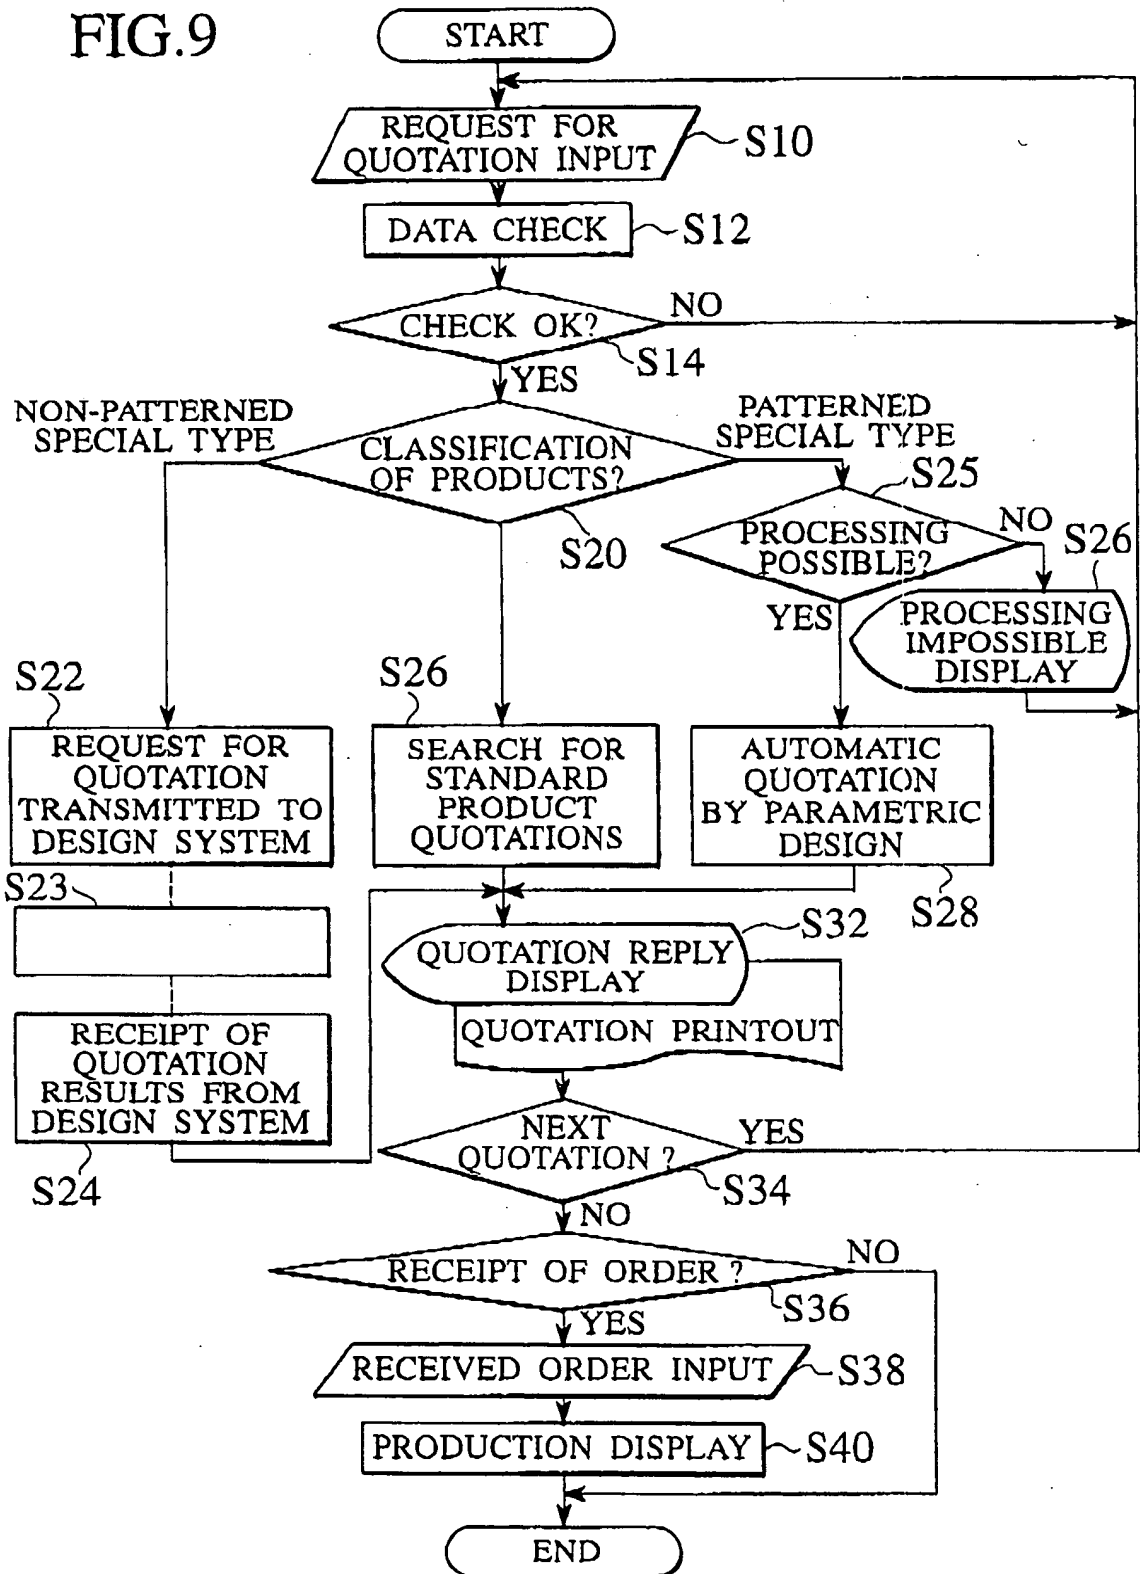 FIG.9
START
REQUEST FOR
QUOTATION INPUT
S10
DATA CHECK
S12
CHECK OK?
NO
S14
YES
NON-PATTERNED
SPECIAL TYPE
CLASSIFICATION
OF PRODUCTS?
PATTERNED
SPECIAL TYPE
S20
S25
PROCESSING
POSSIBLE?
NO
S26
YES
PROCESSING
IMPOSSIBLE
DISPLAY
S22
REQUEST FOR
QUOTATION
TRANSMITTED TO
DESIGN SYSTEM
S26
SEARCH FOR
STANDARD
PRODUCT
QUOTATIONS
AUTOMATIC
QUOTATION
BY PARAMETRIC
DESIGN
S28
S23
S32
QUOTATION REPLY
DISPLAY
QUOTATION PRINTOUT
RECEIPT OF
QUOTATION
RESULTS FROM
DESIGN SYSTEM
S24
NEXT
QUOTATION ?
YES
S34
NO
RECEIPT OF ORDER ?
NO
S36
YES
RECEIVED ORDER INPUT
S38
PRODUCTION DISPLAY
S40
END